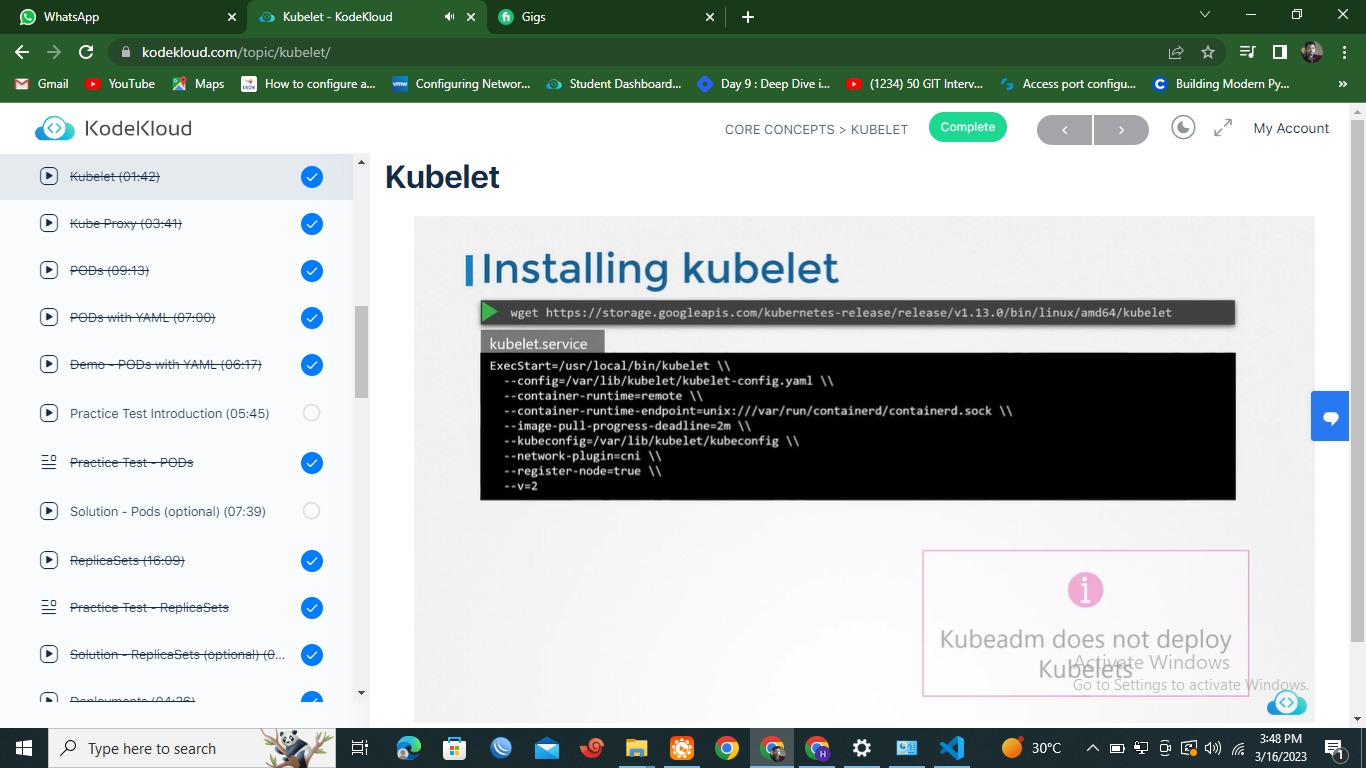 WhatsApp
Kubelet - KodeKloud
Gigs
kodekloud.com/topic/kubelet/
Gmail
YouTube
Maps
How to configure a...
Configuring Networ...
Student Dashboard...
Day 9 : Deep Dive i...
(1234) 50 GIT Interv...
Access port configu...
Building Modern Py...
»
KodeKloud
CORE CONCEPTS > KUBELET
Complete
<
>
My Account
Kubelet (01:42)
Kube Proxy (03:41)
PODs (09:13)
PODs with YAML (07:00)
Demo - PODs with YAML (06:17)
Practice Test Introduction (05:45)
Practice Test - PODs
Solution - Pods (optional) (07:39)
ReplicaSets (16:09)
Practice Test - ReplicaSets
Solution - ReplicaSets (optional) (0...
Deployments (04:26)
Kubelet
Installing kubelet
wget https://storage.googleapis.com/kubernetes-release/release/v1.13.0/bin/linux/amd64/kubelet
kubelet.service
ExecStart=/usr/local/bin/kubelet \\
--config=/var/lib/kubelet/kubelet-config.yaml \\
--container-runtime=remote \\
--container-runtime-endpoint=unix:///var/run/containerd/containerd.sock \\
--image-pull-progress-deadline=2m \\
--kubeconfig=/var/lib/kubelet/kubeconfig \\
--network-plugin=cni \\
--register-node=true \\
--v=2
Kubeadm does not deploy
Kubelets
Activate Windows
Go to Settings to activate Windows.
Type here to search
30°C
3:48 PM
3/16/2023
1